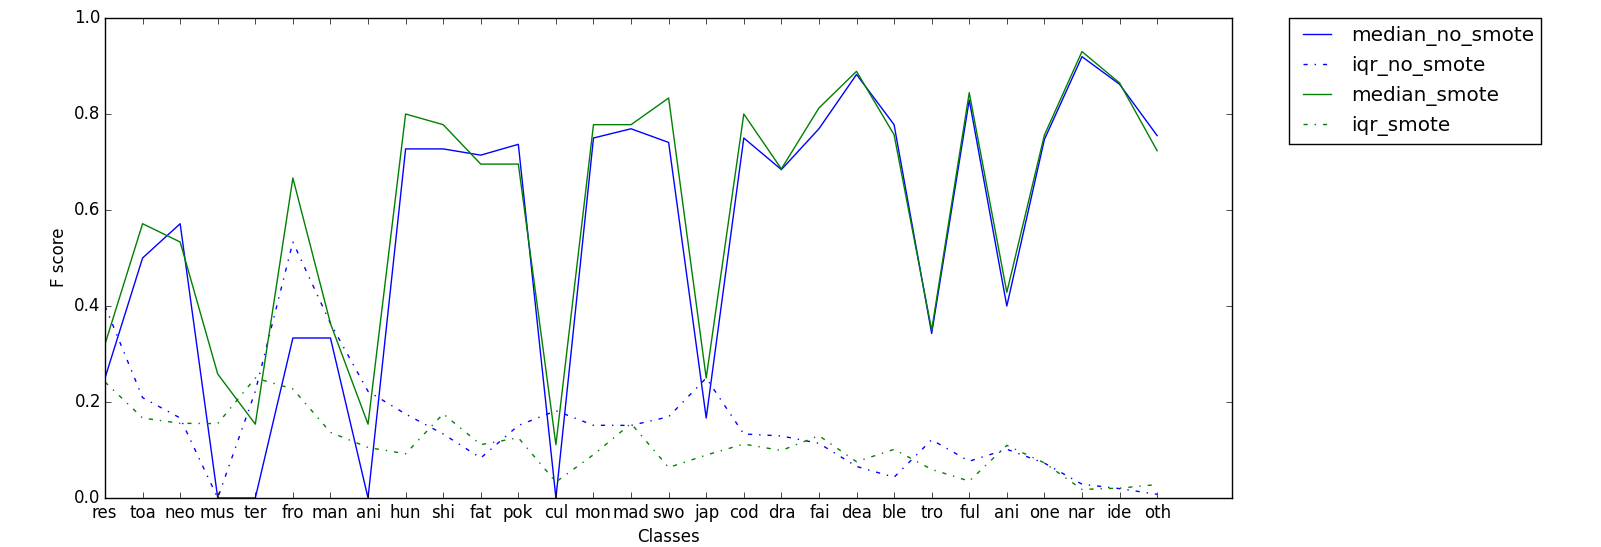 1.0
0.8
0.6
0.4
0.2
0.0
F score
res toa neo mus ter fro man ani hun shi fat pok cul mon mad swo jap cod dra fai dea ble tro ful ani one nar ide oth
Classes
median_no_smote
iqr_no_smote
median_smote
iqr_smote